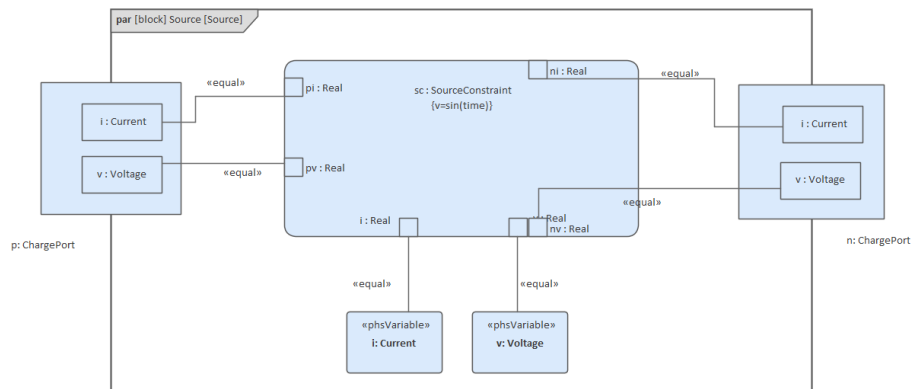 par [block] Source [Source]
«equal»
pi : Real
ni : Real
«equal»
sc : SourceConstraint
{v=sin(time)}
i : Current
i : Current
v : Voltage
«equal»
pv : Real
v : Voltage
«equal»
i : Real
Real
nv : Real
p: ChargePort
n: ChargePort
«equal»
«equal»
«phsVariable»
i: Current
«phsVariable»
v: Voltage